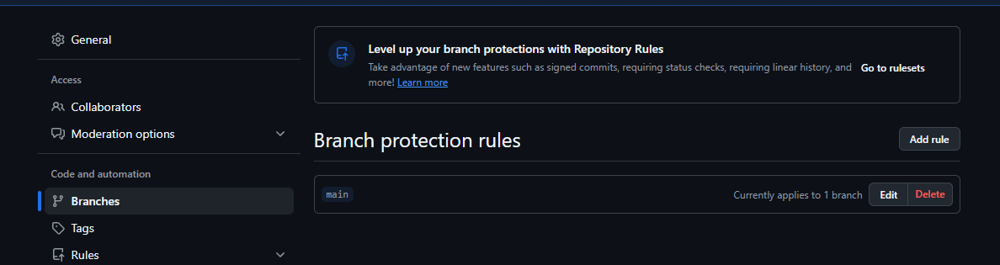 General
Access
Collaborators
Moderation options
Code and automation
Branches
Tags
Rules
Level up your branch protections with Repository Rules
Take advantage of new features such as signed commits, requiring status checks, requiring linear history, and
more! Learn more
Go to rulesets
Branch protection rules
Add rule
main
Currently applies to 1 branch
Edit
Delete